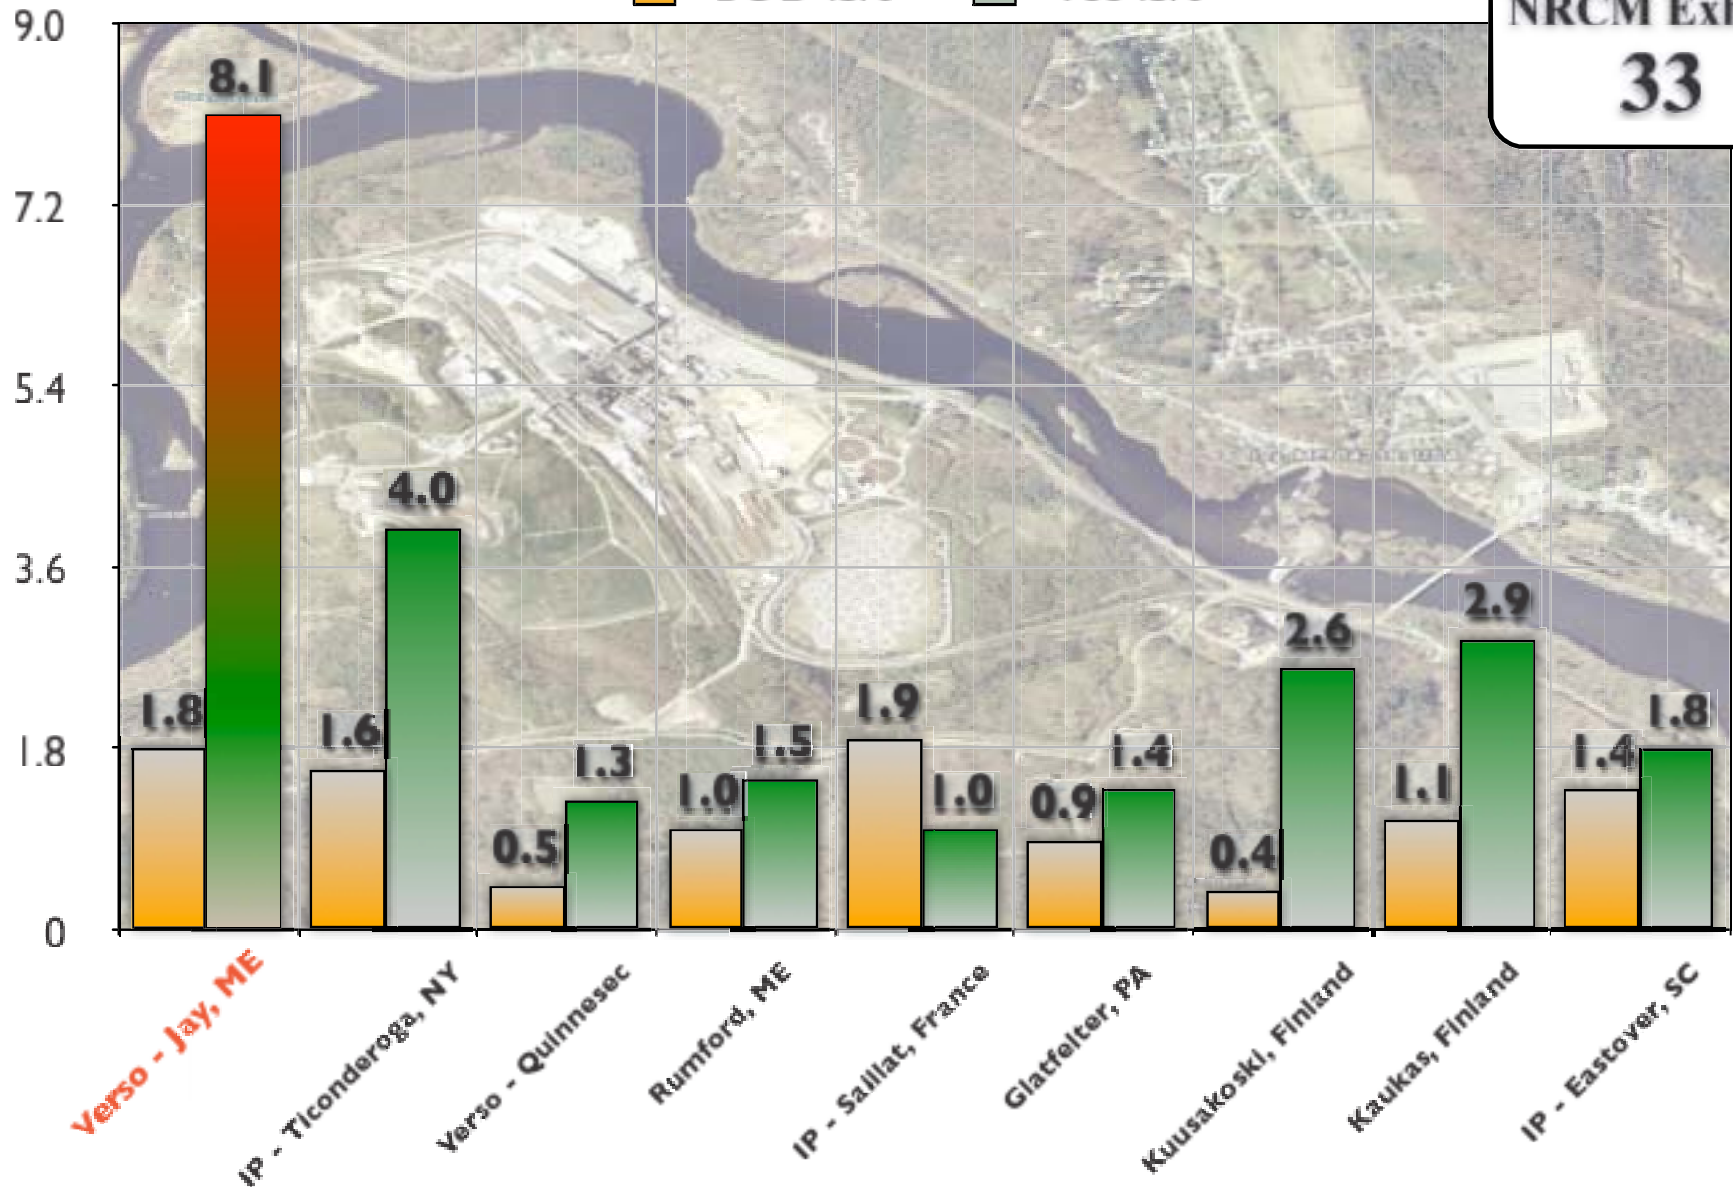 NRCM
33
9.0
7.2
5.4
3.6
1.8
0
1.8
8.1
1.6
4.0
0.5
1.3
1.0
1.5
1.9
1.0
0.9
1.4
0.4
2.6
1.1
2.9
1.4
1.8
Verso - Jay, ME
IP - Ticonderoga, NY
Verso - Quinnesec
Rumford, ME
IP - Saillat, France
Glatfelter, PA
Kuusakoski, Finland
Kaukas, Finland
IP - Eastover, SC